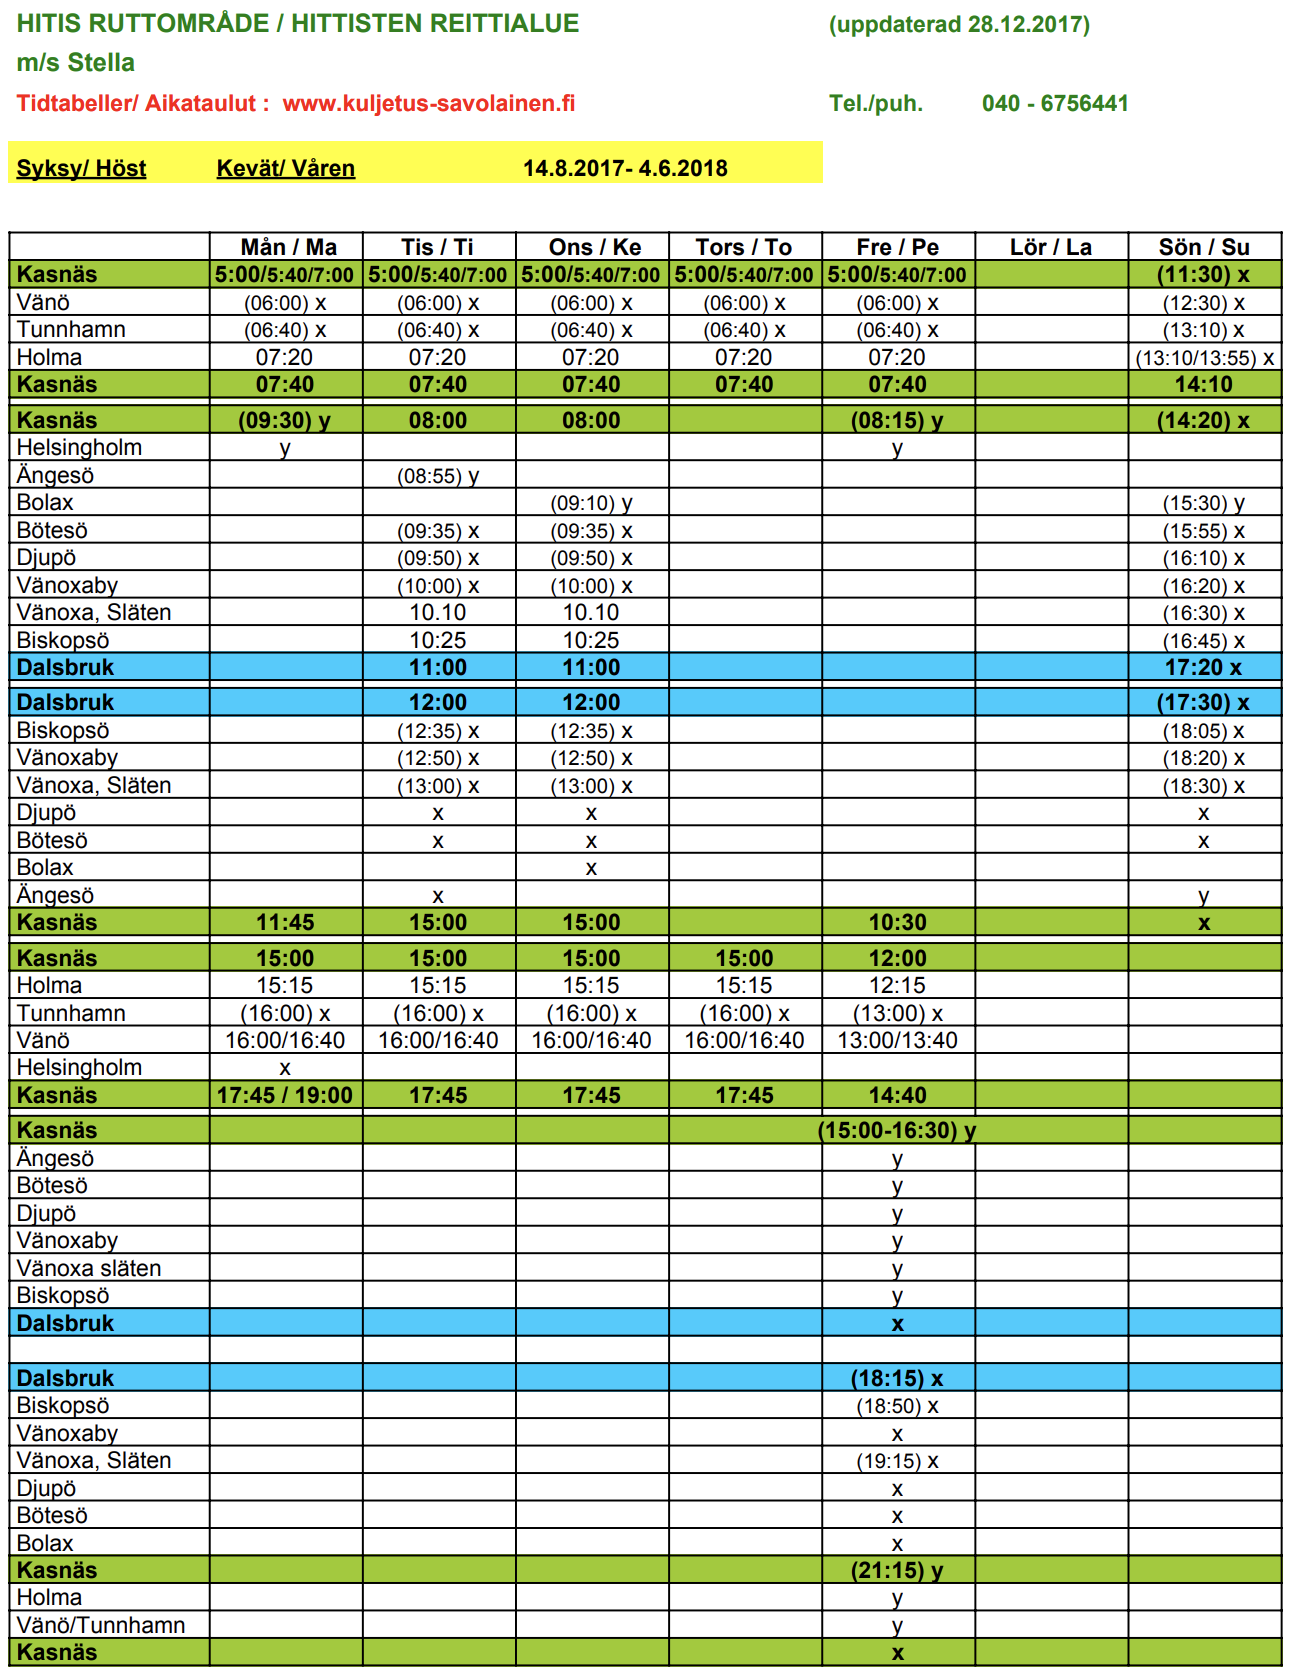 HITIS RUTTOMRÅDE / HITTISTEN REITTIALUE (uppdaterad 28.12.2017)
m/s Stella
Tidtabeller/ Aikataulut : www.kuljetus-savolainen.fi Tel./puh. 040 - 6756441
Syksy/ Höst Kevät/ Våren 14.8.2017- 4.6.2018
Mån / Ma Tis / Ti Ons / Ke Tors / To Fre / Pe Lör / La Sön / Su
Kasnäs 5:00/5:40/7:00 5:00/5:40/7:00 5:00/5:40/7:00 5:00/5:40/7:00 5:00/5:40/7:00 (11:30) x
Vänö (06:00) x (06:00) x (06:00) x (06:00) x (06:00) x (12:30) x
Tunnhamn (06:40) x (06:40) x (06:40) x (06:40) x (06:40) x (13:10) x
Holma 07:20 07:20 07:20 07:20 07:20 (13:10/13:55) x
Kasnäs 07:40 07:40 07:40 07:40 07:40 14:10
Kasnäs (09:30) y 08:00 08:00 (08:15) y (14:20) x
Helsingholm y y
Ängesö (08:55) y
Bolax (09:10) y (15:30) y
Bötesö (09:35) x (09:35) x (15:55) x
Djupö (09:50) x (09:50) x (16:10) x
Vänoxaby (10:00) x (10:00) x (16:20) x
Vänoxa, Släten 10.10 10.10 (16:30) x
Biskopsö 10:25 10:25 (16:45) x
Dalsbruk 11:00 11:00 17:20 x
Dalsbruk 12:00 12:00 (17:30) x
Biskopsö (12:35) x (12:35) x (18:05) x
Vänoxaby (12:50) x (12:50) x (18:20) x
Vänoxa, Släten (13:00) x (13:00) x (18:30) x
Djupö x x x
Bötesö x x x
Bolax x
Ängesö x y
Kasnäs 11:45 15:00 15:00 10:30 x
Kasnäs 15:00 15:00 15:00 15:00 12:00
Holma 15:15 15:15 15:15 15:15 12:15
Tunnhamn (16:00) x (16:00) x (16:00) x (16:00) x (13:00) x
Vänö 16:00/16:40 16:00/16:40 16:00/16:40 16:00/16:40 13:00/13:40
Helsingholm x
Kasnäs 17:45 / 19:00 17:45 17:45 17:45 14:40
Kasnäs (15:00-16:30) y
Ängesö y
Bötesö y
Djupö y
Vänoxaby y
Vänoxa släten y
Biskopsö y
Dalsbruk x
Dalsbruk (18:15) x
Biskopsö (18:50) x
Vänoxaby x
Vänoxa, Släten (19:15) x
Djupö x
Bötesö x
Bolax x
Kasnäs (21:15) y
Holma y
Vänö/Tunnhamn y
Kasnäs x